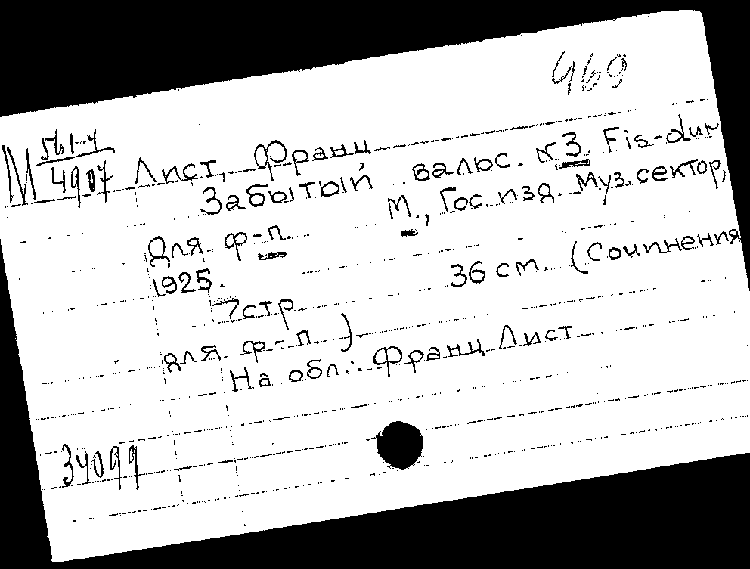 469
М 561-4
4907
Лист, Франц
Забытый вальс. №3. Fis-dur
Для ф-п. М., Гос. изд. Муз. сектор,
1925.
7 стр 36 cm. (Сочинения
для ф-п.)
На обл.: Франц Лист
34099